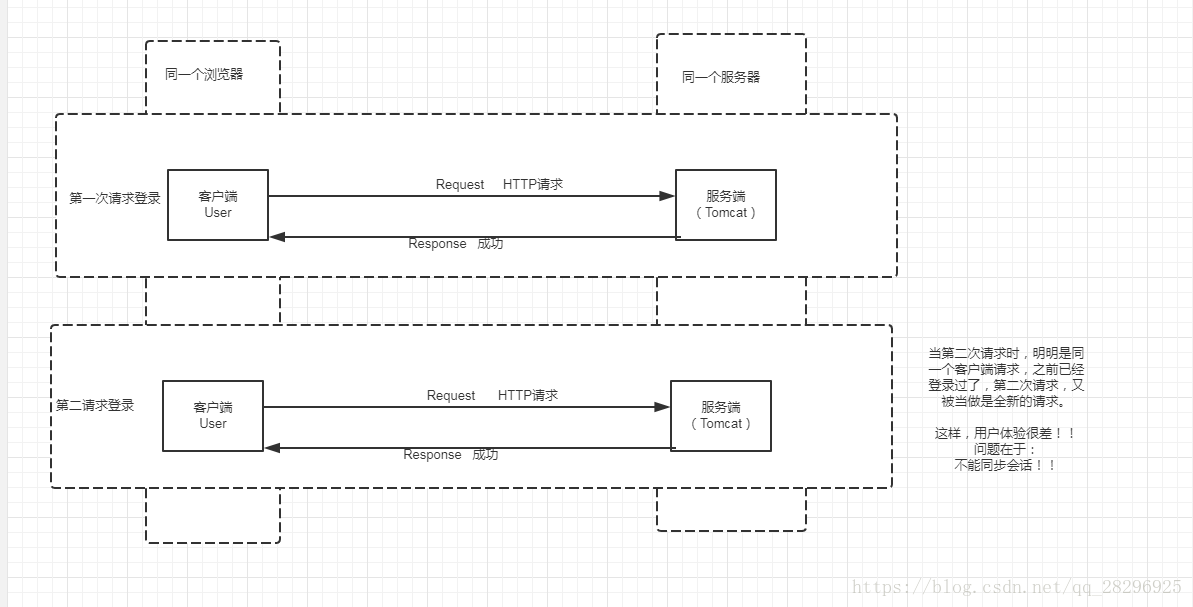 同一个浏览器
同一个服务器
第一次请求登录
客户端
User
Request HTTP请求
服务端
（Tomcat）
Response 成功
第二请求登录
客户端
User
Request HTTP请求
服务端
（Tomcat）
Response 成功
当第二次请求时，明明是同
一个客户端请求，之前已经
登录过了，第二次请求，又
被当做是全新的请求。
这样，用户体验很差！！
问题在于：
不能同步会话！！
https://blog.csdn.net/qq_28296925